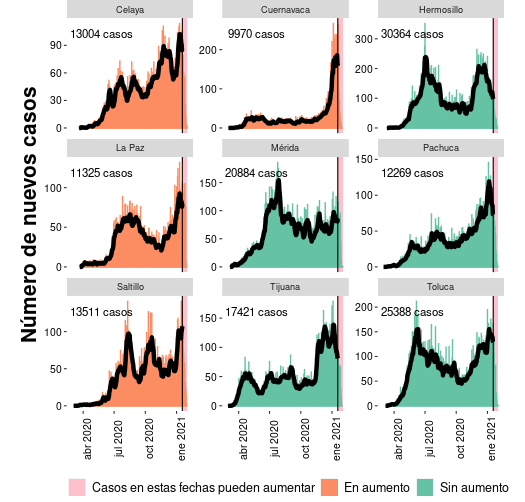 Número de nuevos casos
Celaya
Cuernavaca
Hermosillo
13004 casos
9970 casos
30364 casos
90
60
30
0
200
100
0
300
200
100
0
La Paz
Mérida
Pachuca
11325 casos
20884 casos
12269 casos
100
50
0
150
100
50
0
150
100
50
0
Saltillo
Tijuana
Toluca
13511 casos
17421 casos
25388 casos
100
50
0
150
100
50
0
200
150
100
50
0
abr 2020
jul 2020
oct 2020
ene 2021
abr 2020
jul 2020
oct 2020
ene 2021
abr 2020
jul 2020
oct 2020
ene 2021
Casos en estas fechas pueden aumentar
En aumento
Sin aumento